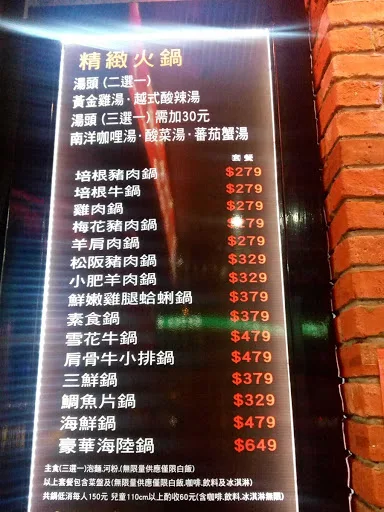 精緻火鍋
湯頭 (二選一)
黃金雞湯·越式酸辣湯
湯頭 (三選一) 需加30元
南洋咖哩湯·酸菜湯·蕃茄蟹湯
套餐
培根豬肉鍋 $279
培根牛鍋 $279
雞肉鍋 $279
梅花豬肉鍋 $279
羊肩肉鍋 $279
松阪豬肉鍋 $329
小肥羊肉鍋 $329
鮮嫩雞腿蛤蜊鍋 $379
素食鍋 $379
雪花牛鍋 $479
肩骨牛小排鍋 $479
三鮮鍋 $379
鯛魚片鍋 $329
海鮮鍋 $479
豪華海陸鍋 $649
主食(三選一)泡麵,河粉,(無限量供應僅限白飯)
以上套餐包含菜盤及(無限量供應僅限白飯,咖啡,飲料及冰淇淋)
共鍋低消每人150元 兒童110cm以上酌收60元(含咖啡,飲料,冰淇淋無限)